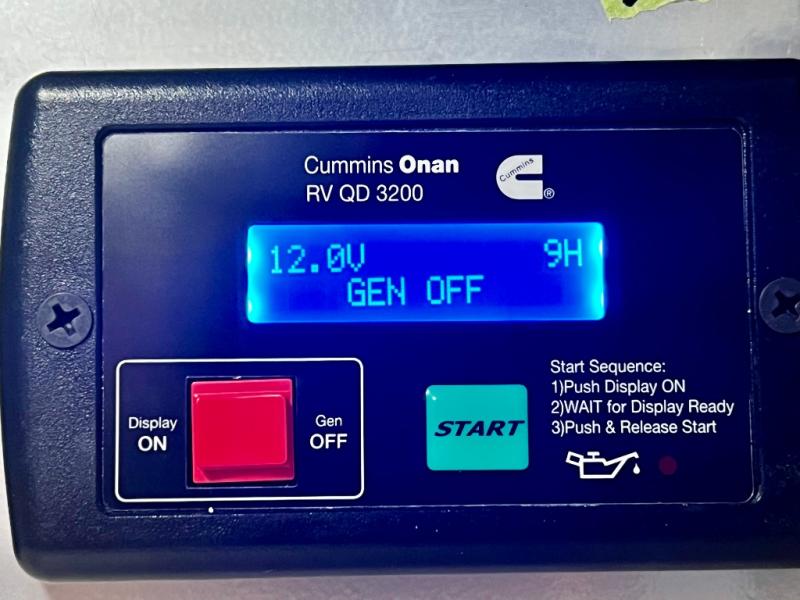 Cummins Onan
RV QD 3200
Cummins
®
12.0V 9H
GEN OFF
Display
ON
Gen
OFF
START
Start Sequence:
1)Push Display ON
2)WAIT for Display Ready
3)Push & Release Start